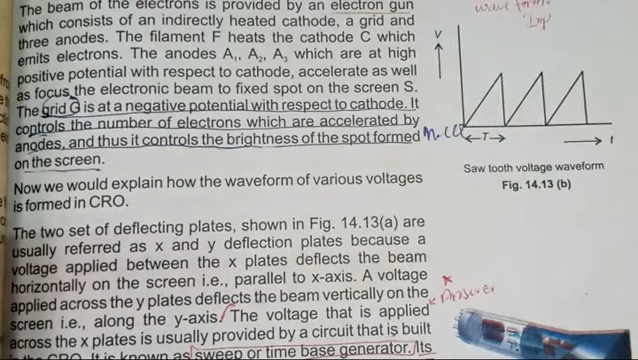 The beam of the electrons is provided by an electron gun
which consists of an indirectly heated cathode, a grid and
three anodes. The filament F heats the cathode C which
emits electrons. The anodes A₁, A₂, A₃ which are at high
positive potential with respect to cathode, accelerate as well
as focus the electronic beam to fixed spot on the screen S.
The grid G is at a negative potential with respect to cathode. It
controls the number of electrons which are accelerated by
anodes, and thus it controls the brightness of the spot formed
on the screen.
Now we would explain how the waveform of various voltages
is formed in CRO.
The two set of deflecting plates, shown in Fig. 14.13(a) are
usually referred as x and y deflection plates because a
voltage applied between the x plates deflects the beam
horizontally on the screen i.e., parallel to x-axis. A voltage
applied across the y plates deflects the beam vertically on the
screen i.e., along the y-axis. The voltage that is applied
across the x plates is usually provided by a circuit that is built
CRO. It is known as sweep or time base generator. Its
wave form
Imp
V
T
t
Saw tooth voltage waveform
Fig. 14.13 (b)
Answer